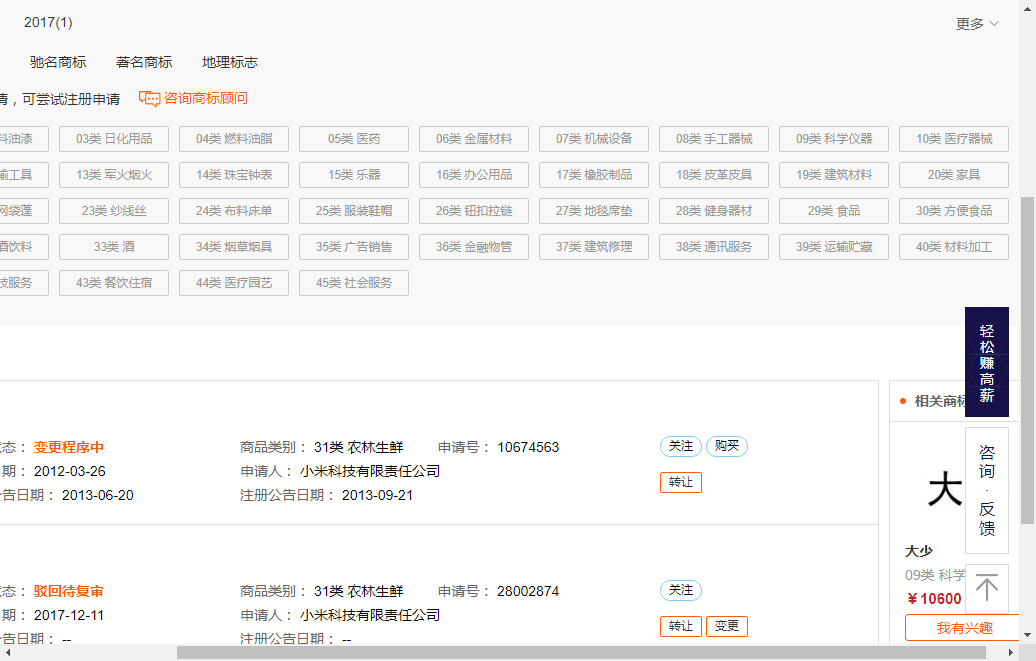 2017(1)
更多
驰名商标 著名商标 地理标志
请，可尝试注册申请 咨询商标顾问
料油漆 03类 日化用品 04类 燃料油脂 05类 医药 06类 金属材料 07类 机械设备 08类 手工器械 09类 科学仪器 10类 医疗器械
输工具 13类 军火烟火 14类 珠宝钟表 15类 乐器 16类 办公用品 17类 橡胶制品 18类 皮革皮具 19类 建筑材料 20类 家具
网袋蓬 23类 纱线丝 24类 布料床单 25类 服装鞋帽 26类 钮扣拉链 27类 地毯席垫 28类 健身器材 29类 食品 30类 方便食品
酒饮料 33类 酒 34类 烟草烟具 35类 广告销售 36类 金融物管 37类 建筑修理 38类 通讯服务 39类 运输贮藏 40类 材料加工
技服务 43类 餐饮住宿 44类 医疗园艺 45类 社会服务
轻松赚高薪
相关商标
态： 变更程序中 商品类别： 31类 农林生鲜 申请号： 10674563 关注 购买
期： 2012-03-26 申请人： 小米科技有限责任公司
告日期： 2013-06-20 注册公告日期： 2013-09-21 转让
咨询·反馈
大
大少
09类 科学
￥10600
我有兴趣
态： 驳回待复审 商品类别： 31类 农林生鲜 申请号： 28002874 关注
期： 2017-12-11 申请人： 小米科技有限责任公司 转让 变更
告日期： -- 注册公告日期： --